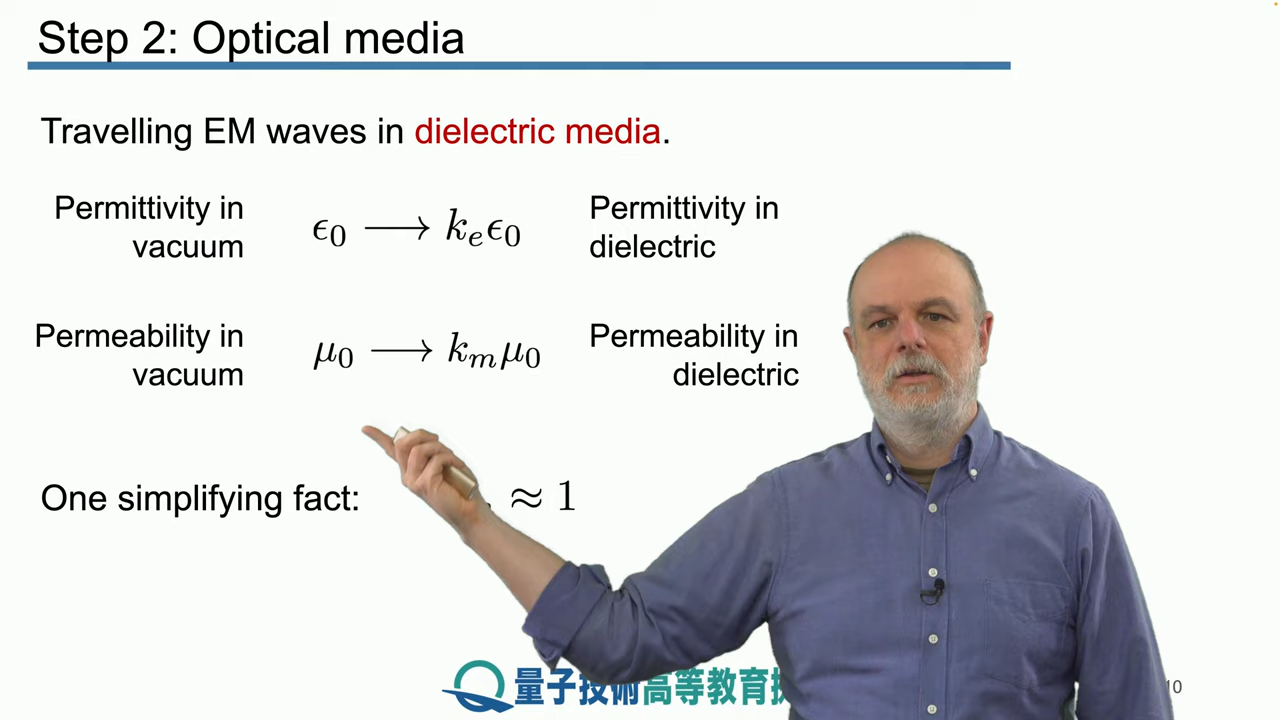 Step 2: Optical media
Travelling EM waves in dielectric media.
Permittivity in
vacuum
ϵ₀ ⟶ kₑϵ₀
Permittivity in
dielectric
Permeability in
vacuum
μ₀ ⟶ kₘμ₀
Permeability in
dielectric
One simplifying fact:
≈ 1
量子技術高等教育
10